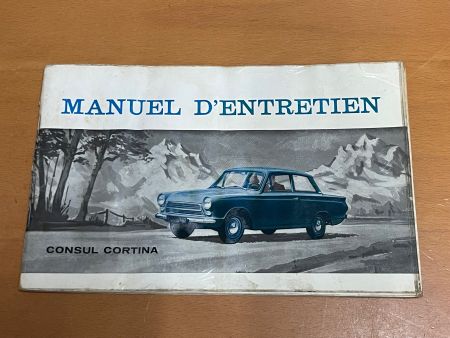 MANUEL D'ENTRETIEN
CONSUL CORTINA